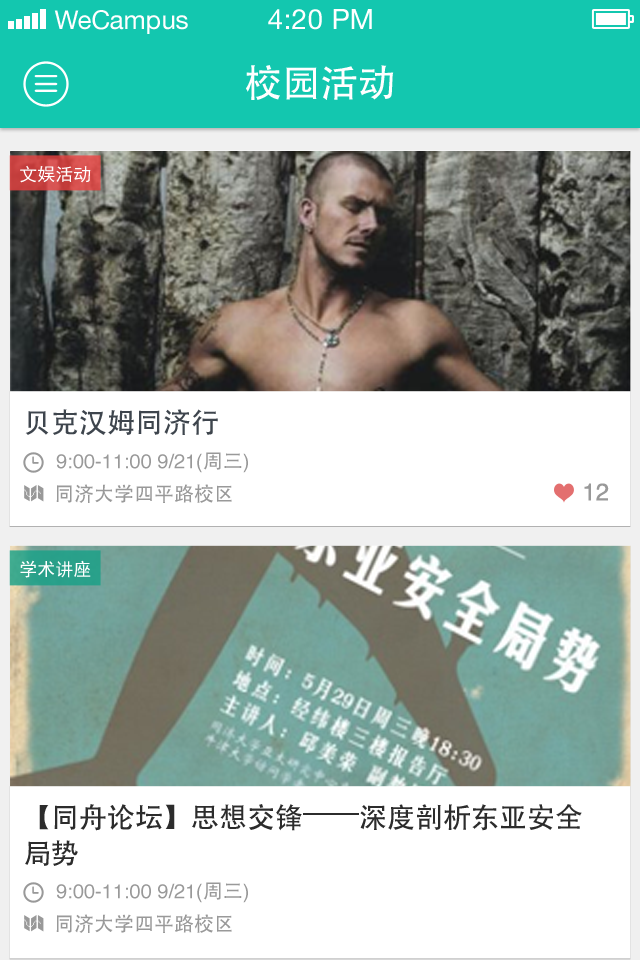 WeCampus 4:20 PM
校园活动
文娱活动
贝克汉姆同济行
9:00-11:00 9/21(周三)
同济大学四平路校区
12
学术讲座
东亚安全局势
时间：5月29日周三晚18:30
地点：经纬楼三楼报告厅
主讲人：邱美荣 副教
【同舟论坛】思想交锋——深度剖析东亚安全
局势
9:00-11:00 9/21(周三)
同济大学四平路校区